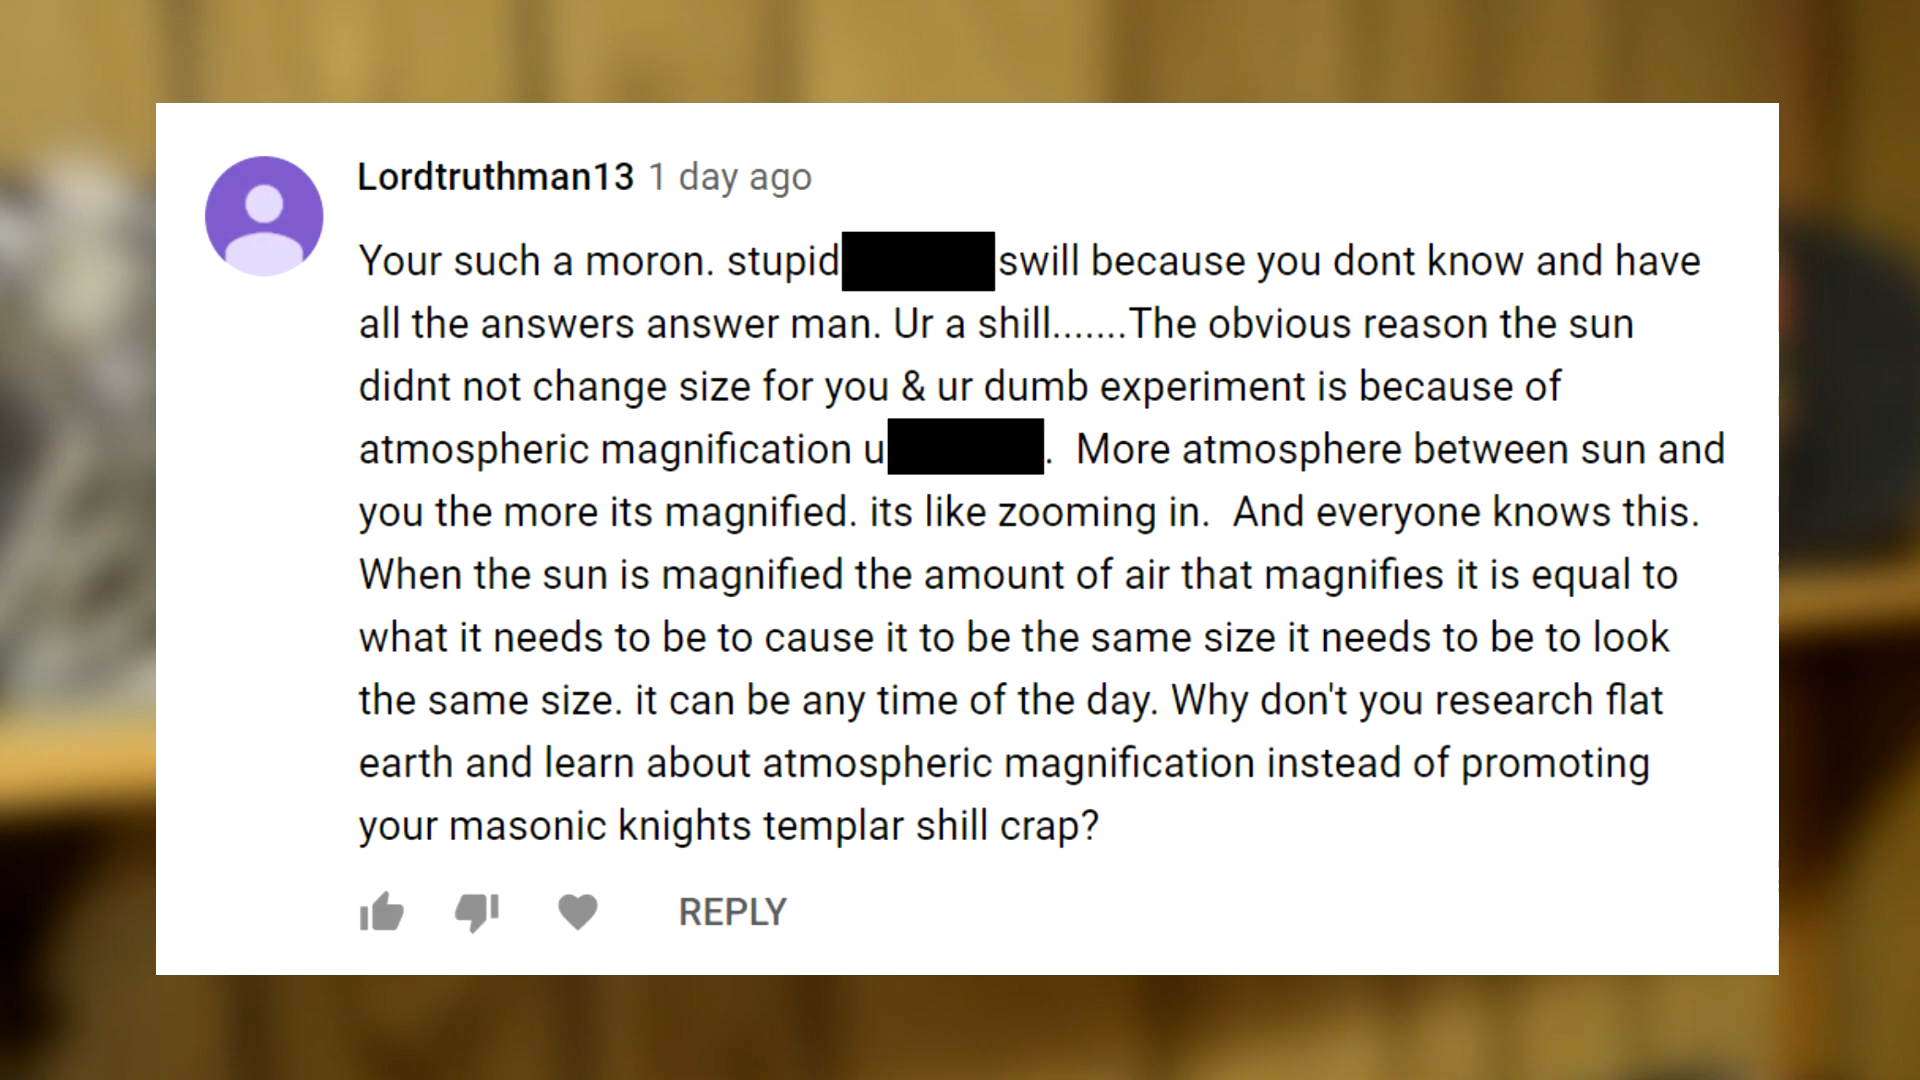 Lordtruthman13 1 day ago
Your such a moron. stupid swill because you dont know and have
all the answers answer man. Ur a shill.......The obvious reason the sun
didnt not change size for you & ur dumb experiment is because of
atmospheric magnification u .  More atmosphere between sun and
you the more its magnified. its like zooming in.  And everyone knows this.
When the sun is magnified the amount of air that magnifies it is equal to
what it needs to be to cause it to be the same size it needs to be to look
the same size. it can be any time of the day. Why don't you research flat
earth and learn about atmospheric magnification instead of promoting
your masonic knights templar shill crap?
REPLY